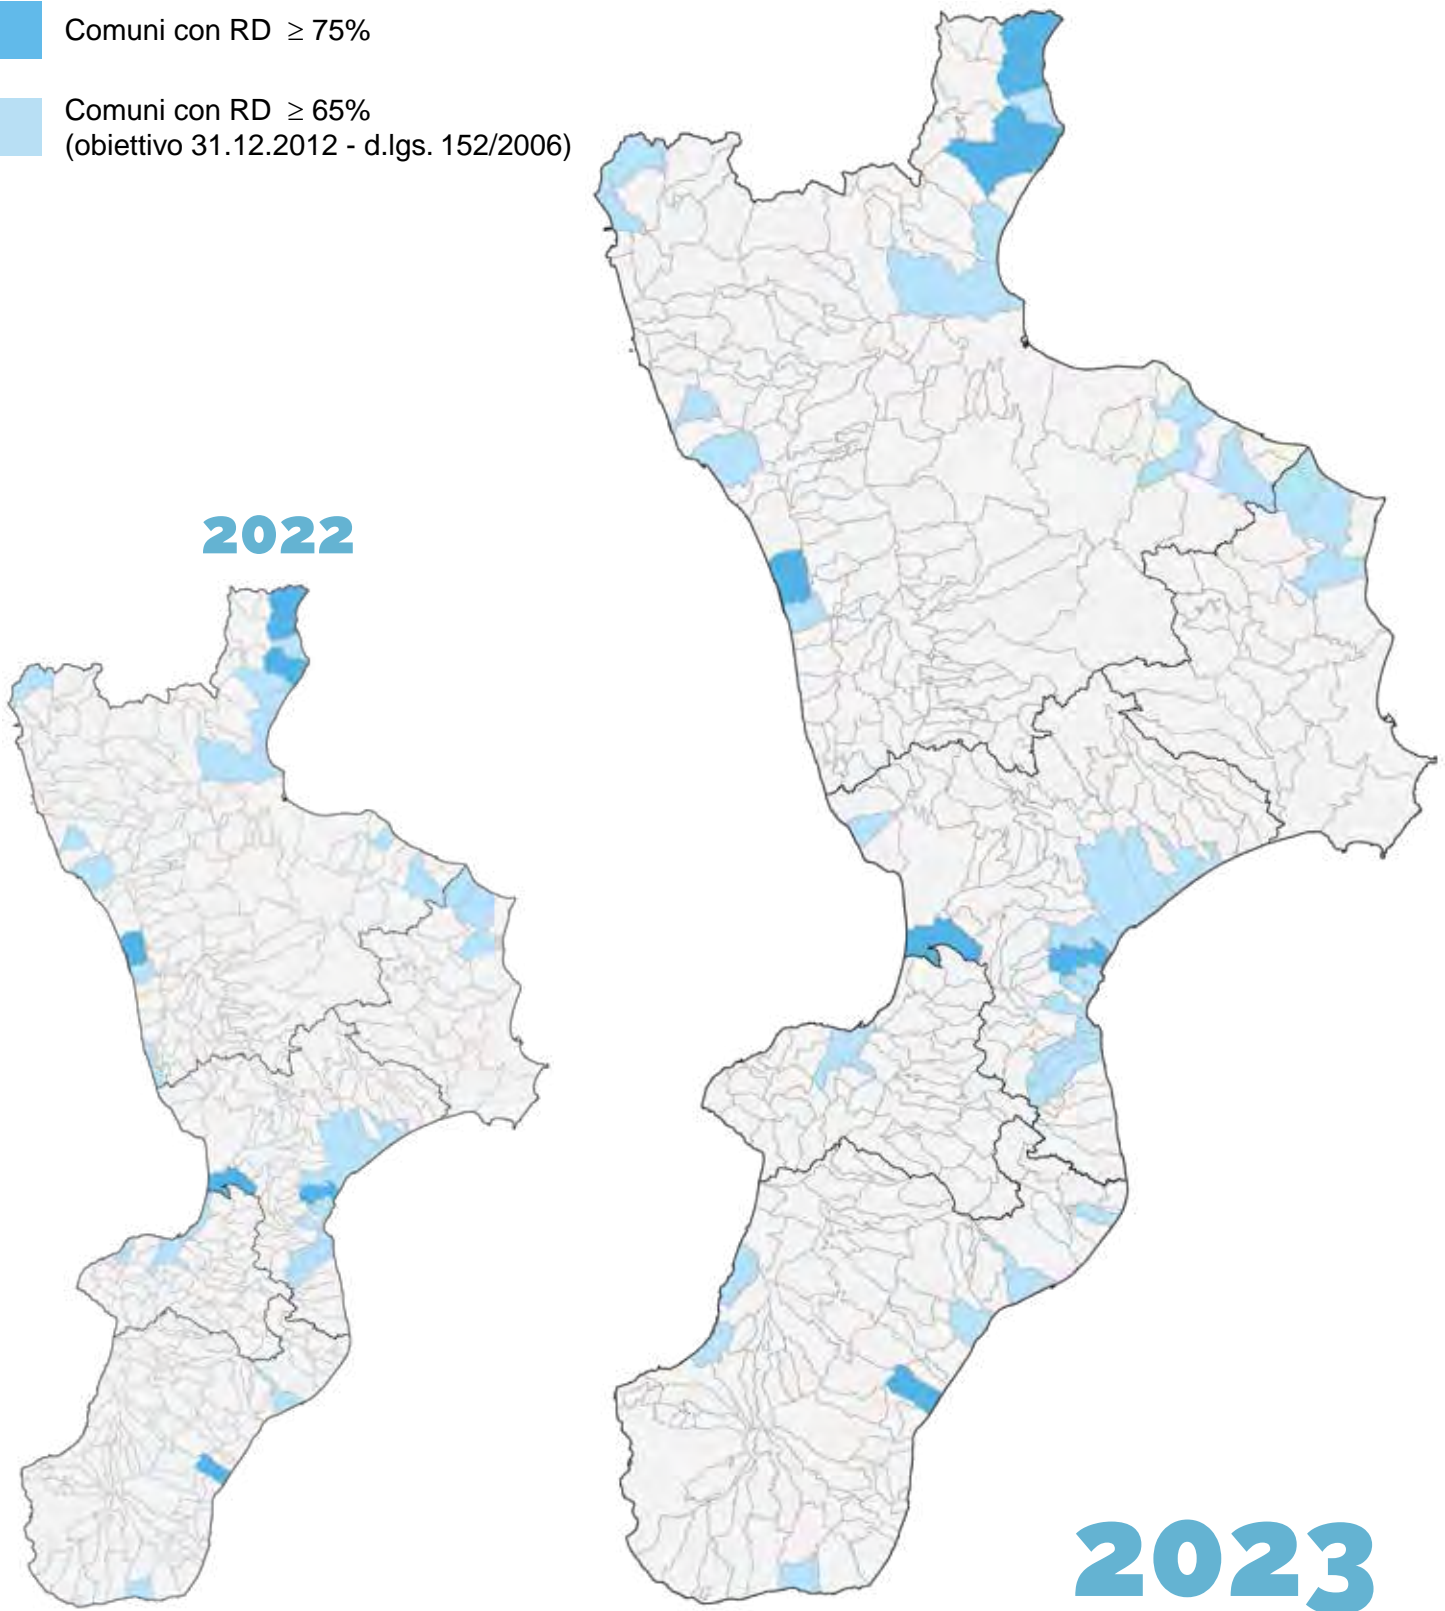 Comuni con RD ≥ 75%
Comuni con RD ≥ 65%
(obiettivo 31.12.2012 - d.lgs. 152/2006)
2022
2023